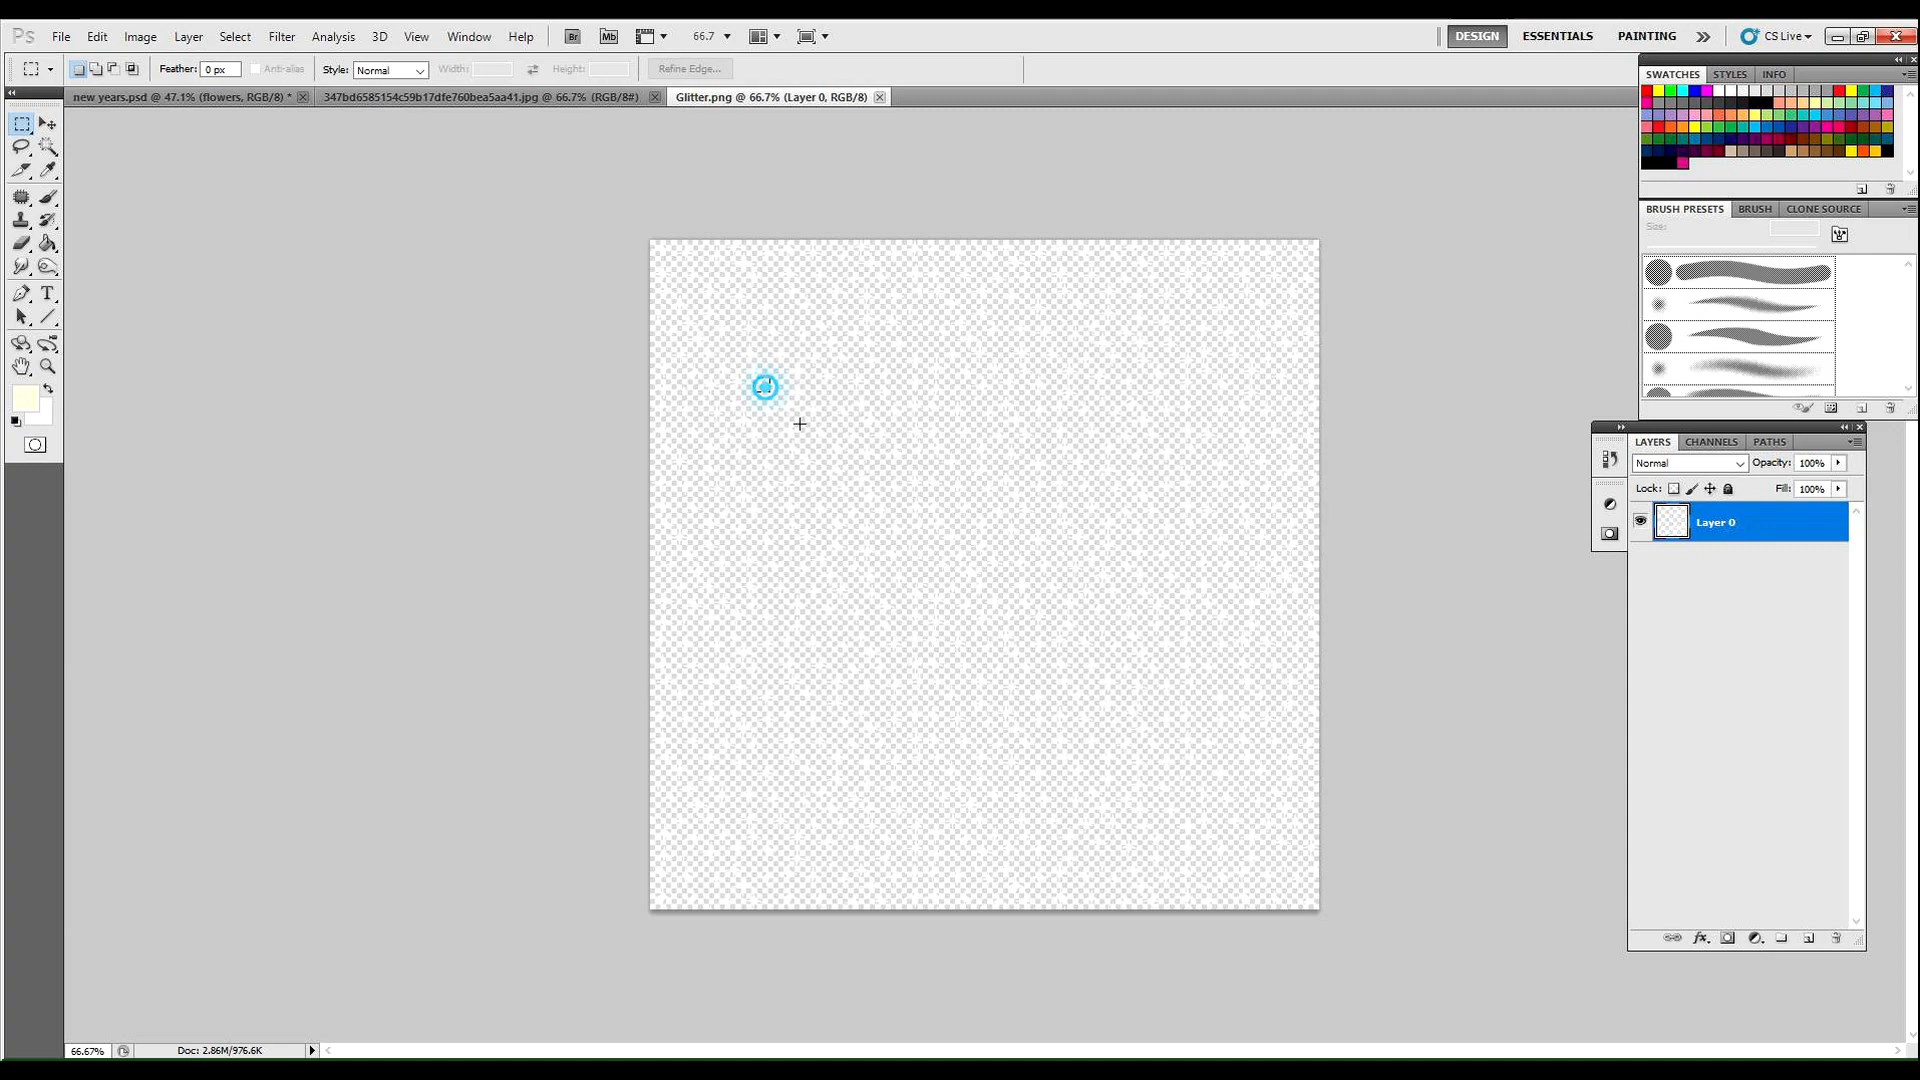 Ps File Edit Image Layer Select Filter Analysis 3D View Window Help Br Mb 66.7 DESIGN ESSENTIALS PAINTING CS Live
Feather: 0 px Anti-alias Style: Normal Width: Height: Refine Edge...
new years.psd @ 47.1% (flowers, RGB/8) * 347bd6585154c59b17dfe760bea5aa41.jpg @ 66.7% (RGB/8#) Glitter.png @ 66.7% (Layer 0, RGB/8)
SWATCHES STYLES INFO
BRUSH PRESETS BRUSH CLONE SOURCE
Size:
LAYERS CHANNELS PATHS
Normal Opacity: 100%
Lock: Fill: 100%
Layer 0
66.67% Doc: 2.86M/976.6K